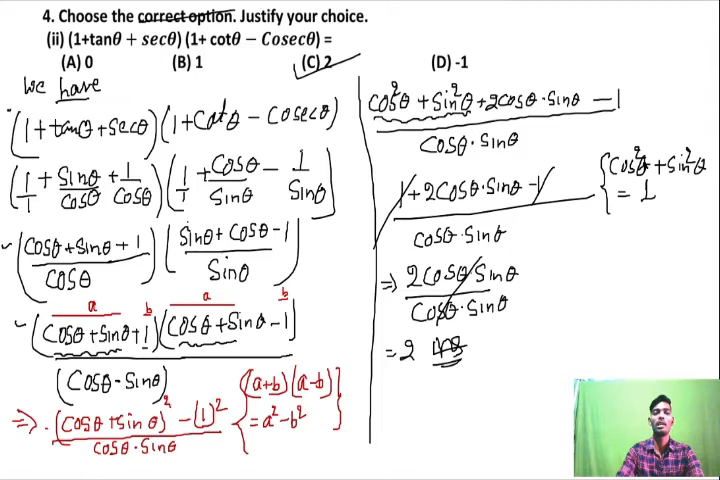 4. Choose the correct option. Justify your choice.
(ii) (1+tanθ + secθ) (1+ cotθ − Cosecθ) =
(A) 0 (B) 1 (C) 2 (D) -1
We have
(1+tanθ+Secθ) (1+Cotθ − Cosecθ)
(1/1 + Sinθ/Cosθ + 1/Cosθ) (1/1 + Cosθ/Sinθ − 1/Sinθ)
(Cosθ+Sinθ+1/Cosθ) (Sinθ+Cosθ−1/Sinθ)
a b a b
(Cosθ+Sinθ+1)(Cosθ+Sinθ−1)
(Cosθ·Sinθ)
⇒ (Cosθ+Sinθ)² − (1)²
Cosθ·Sinθ
{(a+b)(a−b)
= a²−b²}
Cos²θ + Sin²θ + 2Cosθ·Sinθ − 1
Cosθ·Sinθ
1+2Cosθ·Sinθ −1
Cosθ·Sinθ
{Cos²θ+Sin²θ
= 1
⇒ 2CosθSinθ
Cosθ·Sinθ
= 2